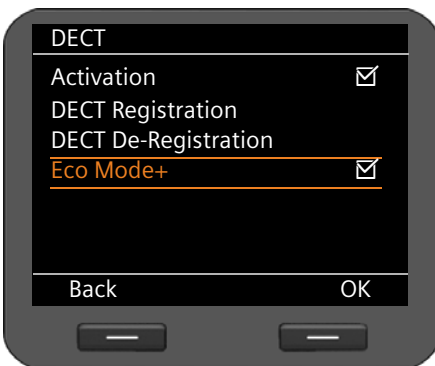 DECT
Activation
DECT Registration
DECT De-Registration
Eco Mode+
Back OK